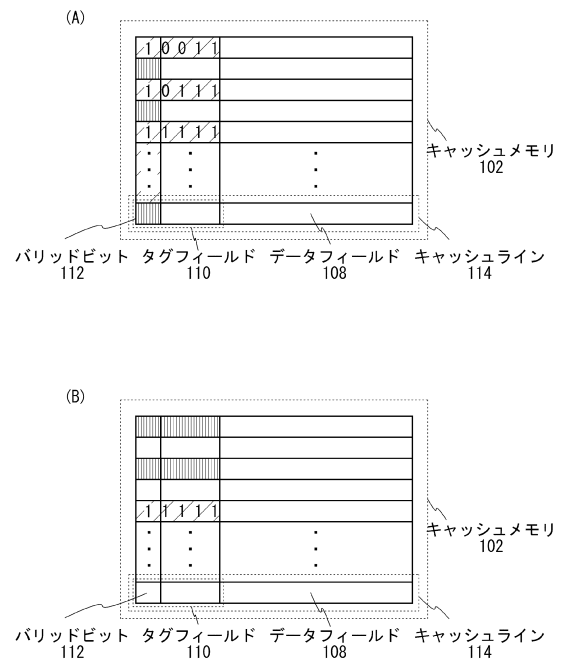 (A)
1 0 0 1 1
1 0 1 1 1
1 1 1 1 1
キャッシュメモリ
102
バリッドビット タグフィールド データフィールド キャッシュライン
112 110 108 114
(B)
1 1 1 1 1
キャッシュメモリ
102
バリッドビット タグフィールド データフィールド キャッシュライン
112 110 108 114